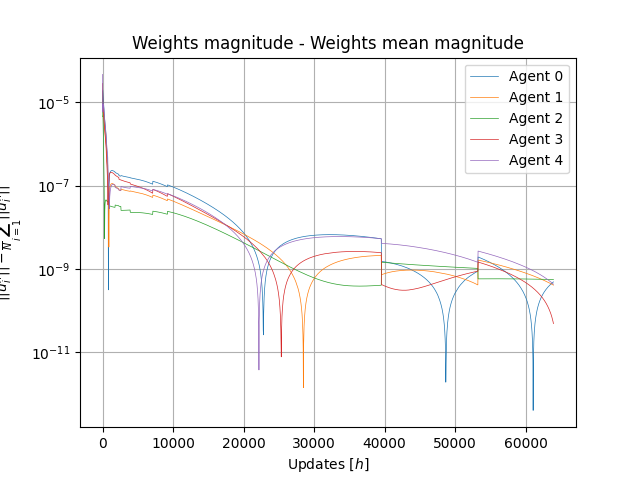 Weights magnitude - Weights mean magnitude
Agent 0
Agent 1
Agent 2
Agent 3
Agent 4
10⁻⁵
10⁻⁷
10⁻⁹
10⁻¹¹
0 10000 20000 30000 40000 50000 60000
Updates [h]